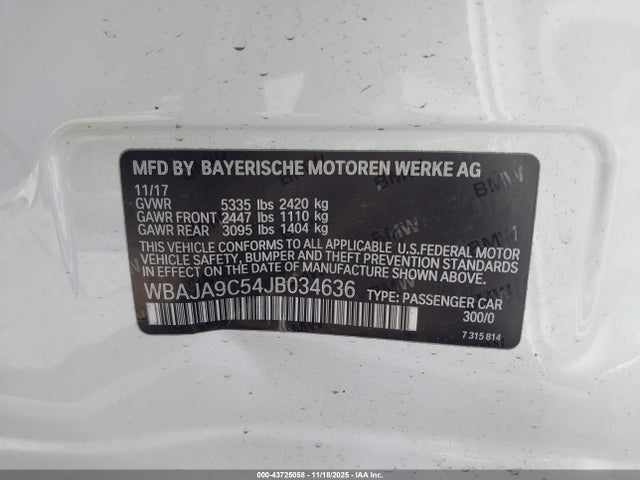 MFD BY BAYERISCHE MOTOREN WERKE AG
11/17
GVWR 5335 lbs 2420 kg
GAWR FRONT 2447 lbs 1110 kg
GAWR REAR 3095 lbs 1404 kg
THIS VEHICLE CONFORMS TO ALL APPLICABLE U.S.FEDERAL MOTOR
VEHICLE SAFETY, BUMPER AND THEFT PREVENTION STANDARDS
IN EFFECT ON THE DATE OF MANUFACTURE SHOWN ABOVE.
WBAJA9C54JB034636 TYPE: PASSENGER CAR
300/0
7 315 814
000-43725058 - 11/18/2025 - © IAA, Inc.